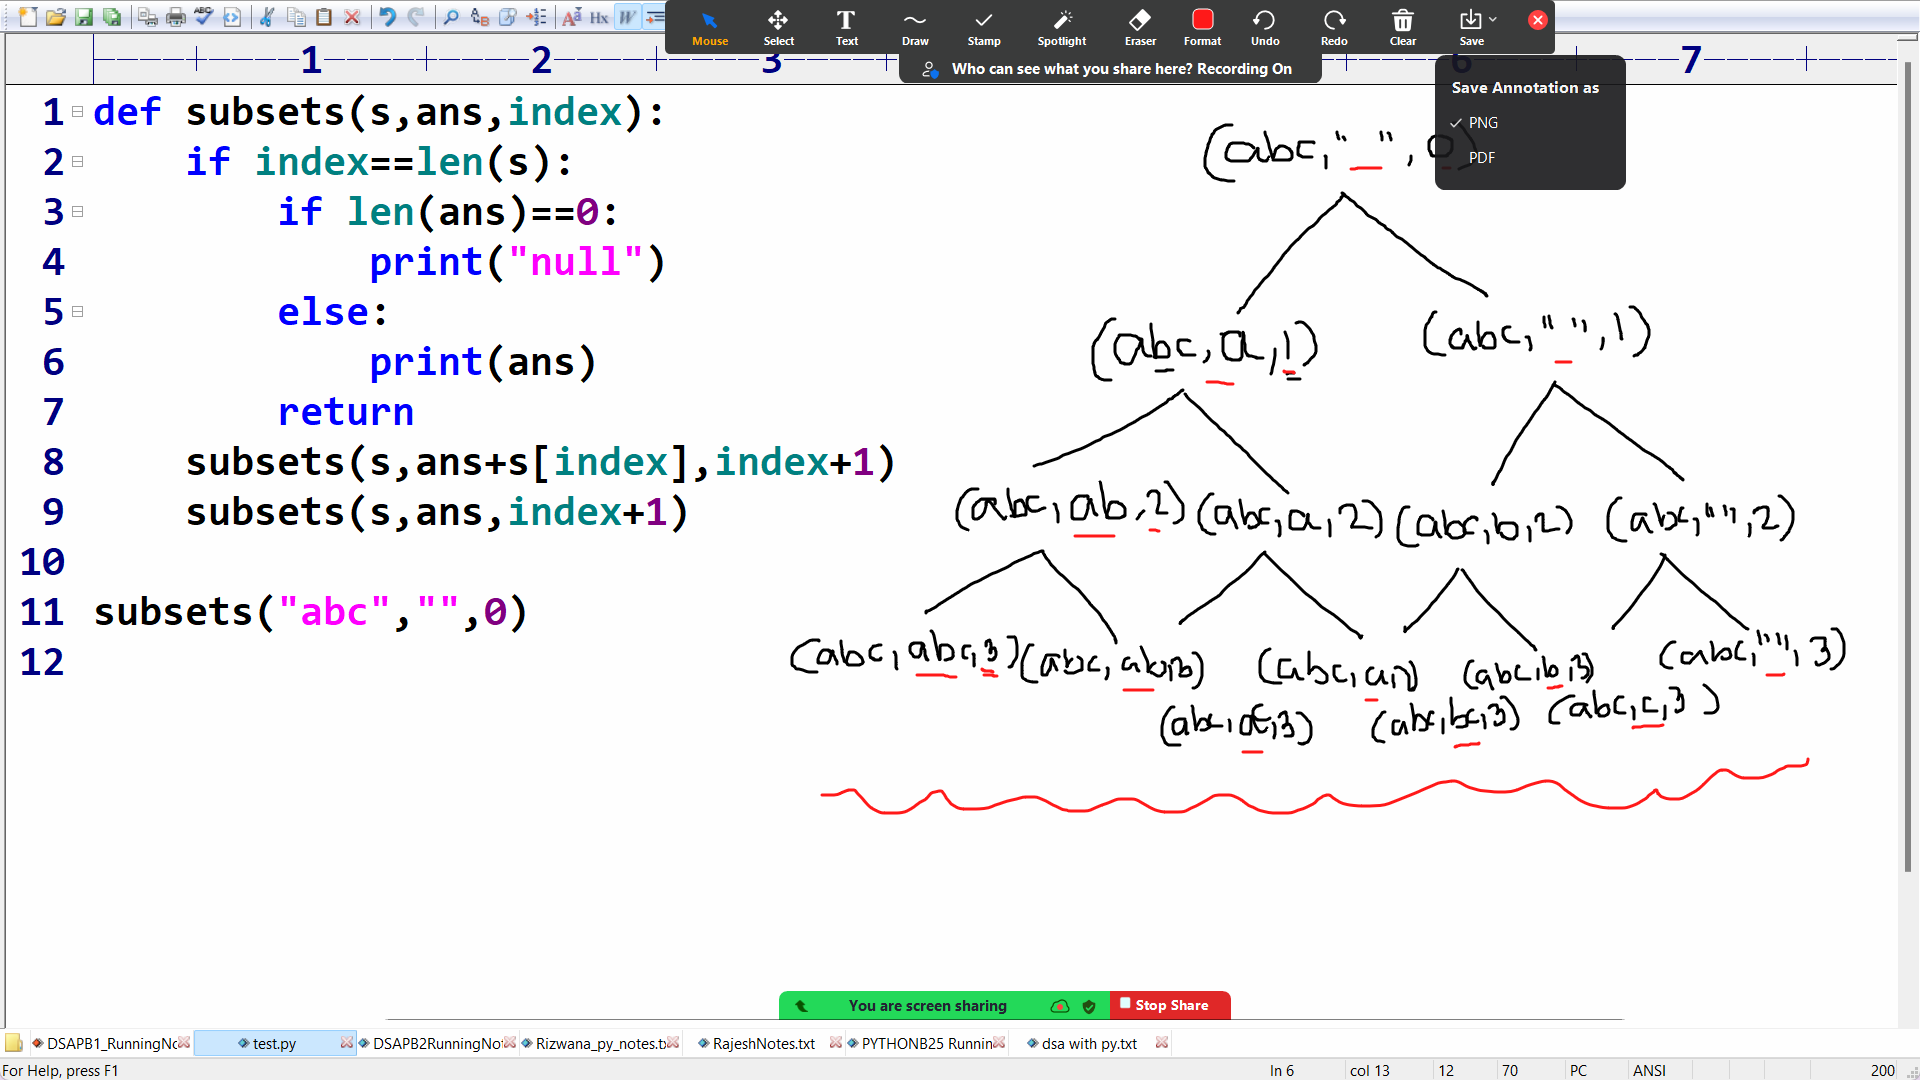 Mouse Select Text Draw Stamp Spotlight Eraser Format Undo Redo Clear Save
Who can see what you share here? Recording On
Save Annotation as
PNG
PDF
1 2 3 6 7
1 def subsets(s,ans,index):
2 if index==len(s):
3 if len(ans)==0:
4 print("null")
5 else:
6 print(ans)
7 return
8 subsets(s,ans+s[index],index+1)
9 subsets(s,ans,index+1)
10
11 subsets("abc","",0)
12
(abc," ",0)
(abc,a,1) (abc," ",1)
(abc,ab,2) (abc,a,2) (abc,b,2) (abc,"",2)
(abc,abc,3) (abc,ab,3) (abc,a,3) (abc,b,3) (abc,"",3)
(abc,ac,3) (abc,bc,3) (abc,c,3)
You are screen sharing Stop Share
DSAPB1_RunningNo test.py DSAPB2RunningNot Rizwana_py_notes.tx RajeshNotes.txt PYTHONB25 Runnin dsa with py.txt
For Help, press F1 ln 6 col 13 12 70 PC ANSI 200